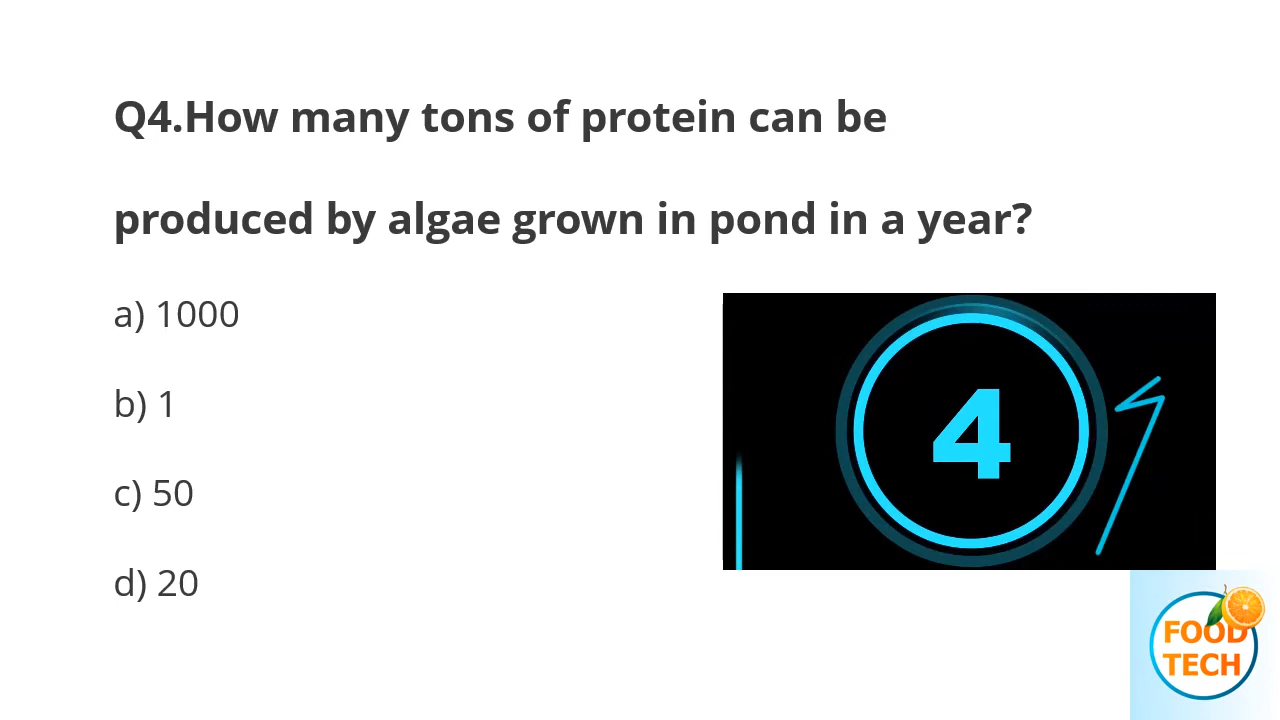 Q4.How many tons of protein can be
produced by algae grown in pond in a year?
a) 1000
b) 1
c) 50
d) 20
4
FOOD
TECH